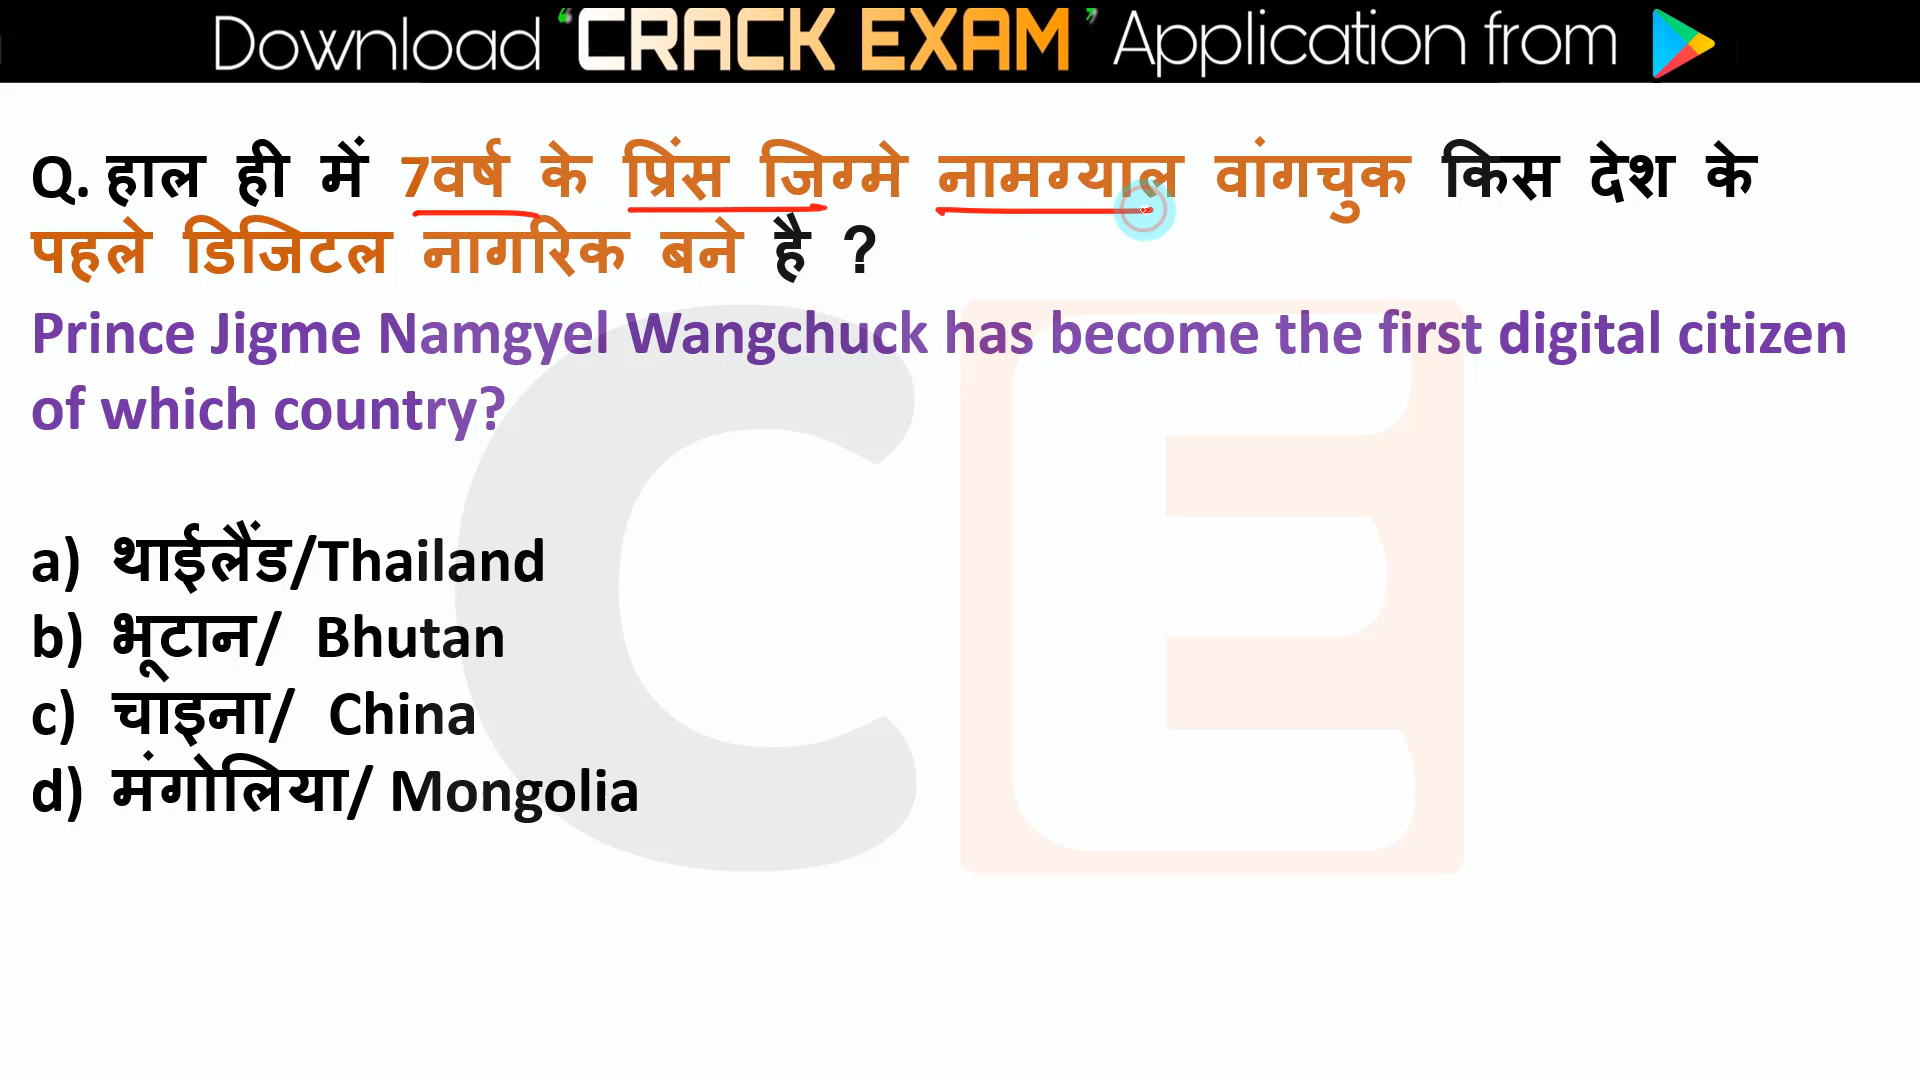 Download ‘CRACK EXAM’ Application from
Q. हाल ही में 7वर्ष के प्रिंस जिग्मे नामग्याल वांगचुक किस देश के
पहले डिजिटल नागरिक बने है ?
Prince Jigme Namgyel Wangchuck has become the first digital citizen
of which country?
a) थाईलैंड/Thailand
b) भूटान/ Bhutan
c) चाइना/ China
d) मंगोलिया/ Mongolia
CE